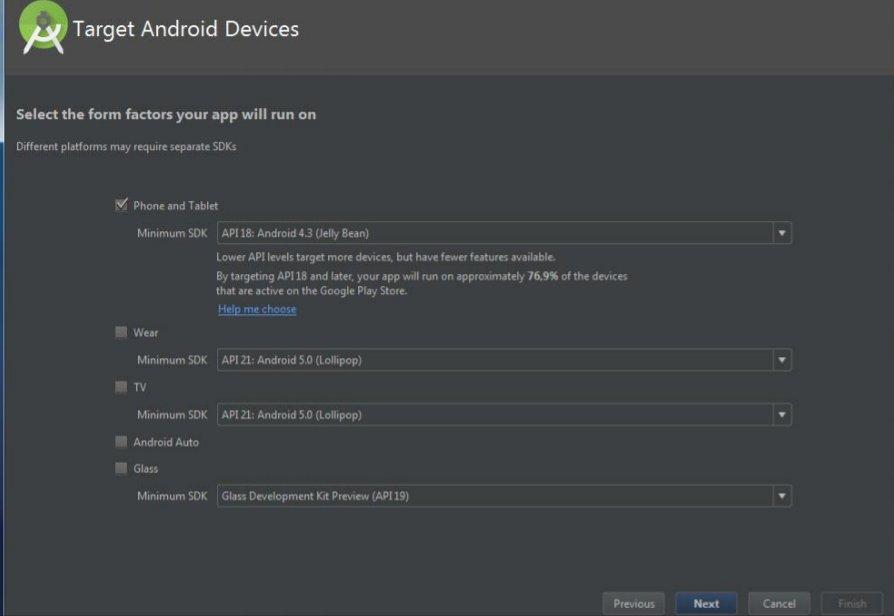 Target Android Devices
Select the form factors your app will run on
Different platforms may require separate SDKs
Phone and Tablet
Minimum SDK API 18: Android 4.3 (Jelly Bean)
Lower API levels target more devices, but have fewer features available.
By targeting API 18 and later, your app will run on approximately 76,9% of the devices
that are active on the Google Play Store.
Help me choose
Wear
Minimum SDK API 21: Android 5.0 (Lollipop)
TV
Minimum SDK API 21: Android 5.0 (Lollipop)
Android Auto
Glass
Minimum SDK Glass Development Kit Preview (API 19)
Previous Next Cancel Finish